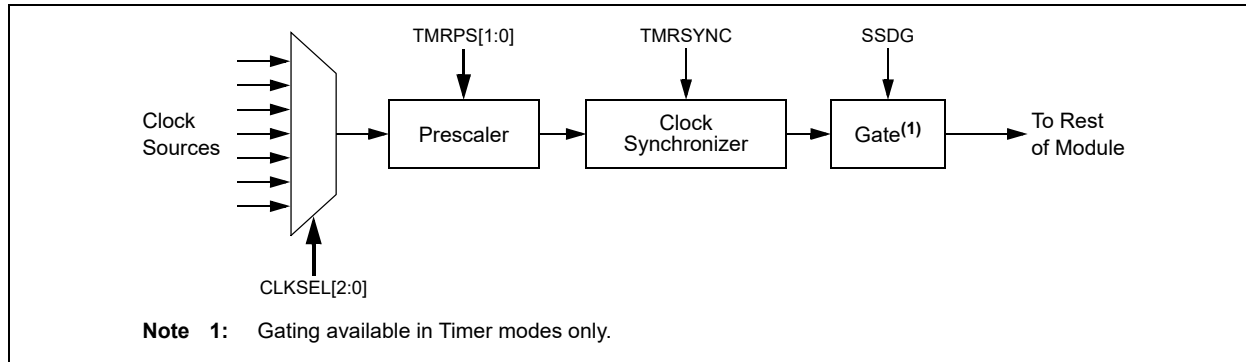 TMRPS[1:0]
TMRSYNC
SSDG
Clock
Sources
Prescaler
Clock
Synchronizer
Gate(1)
To Rest
of Module
CLKSEL[2:0]
Note 1: Gating available in Timer modes only.